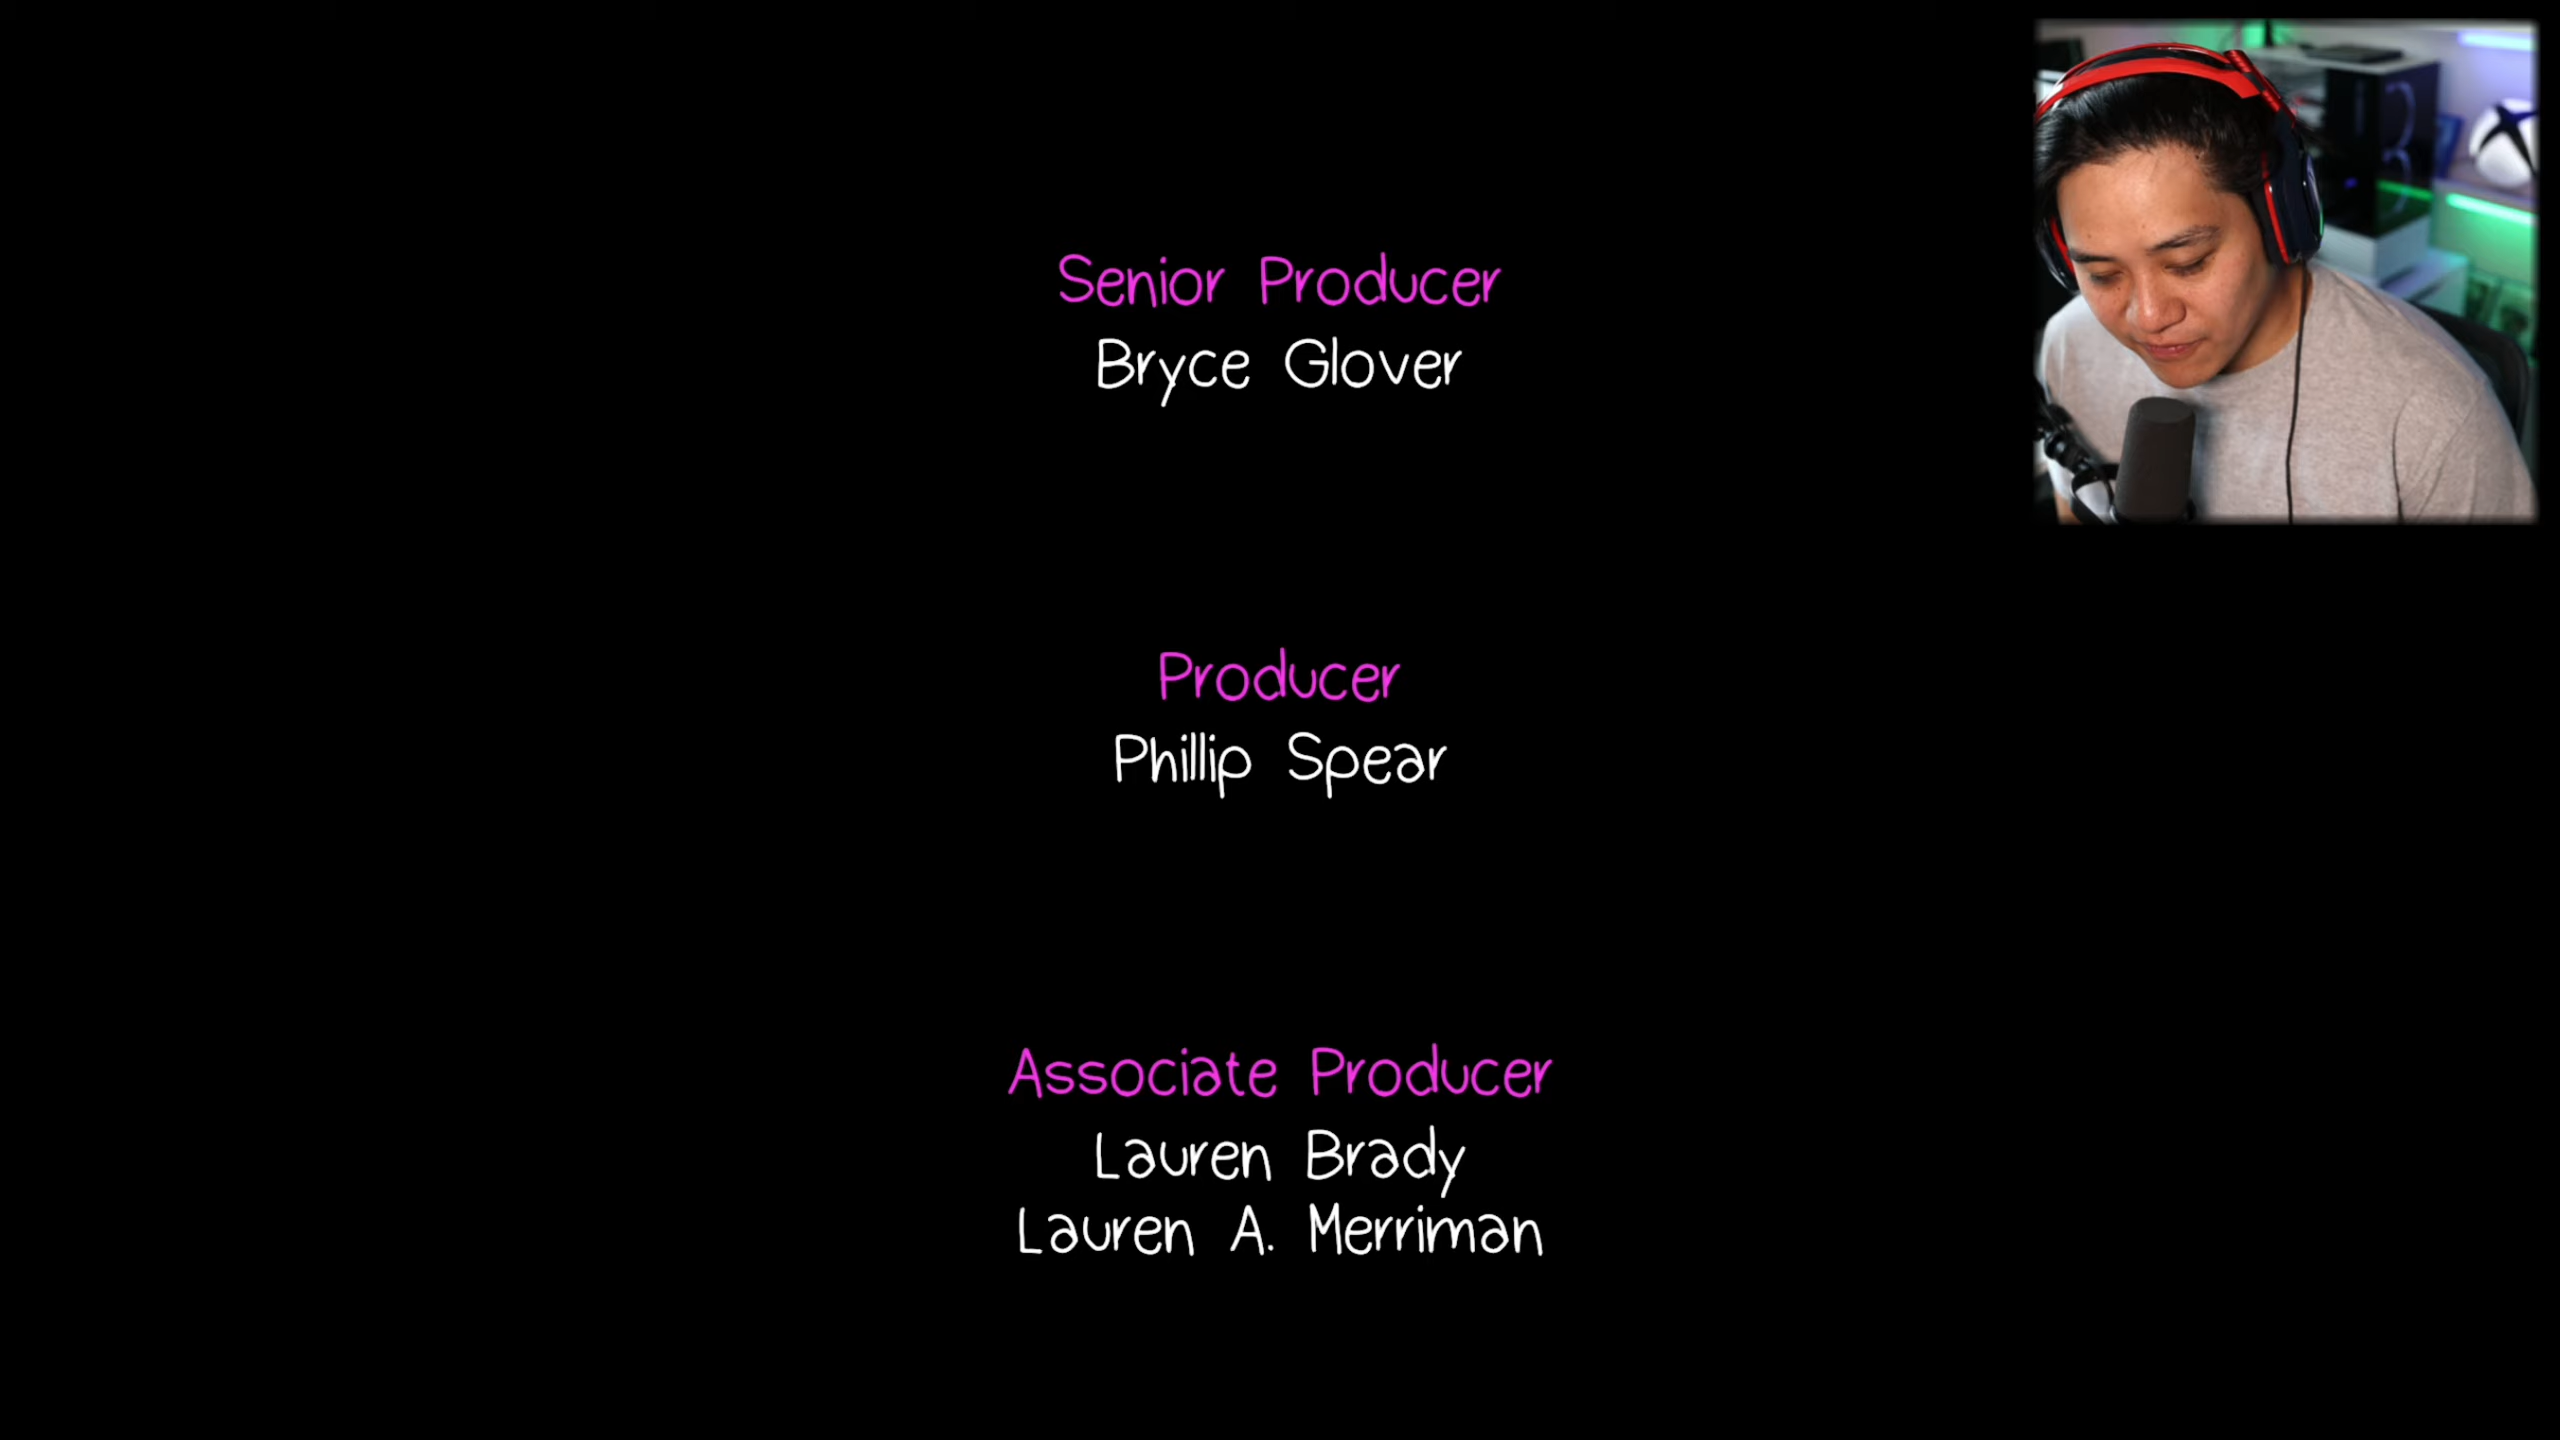 Senior Producer
Bryce Glover
Producer
Phillip Spear
Associate Producer
Lauren Brady
Lauren A. Merriman